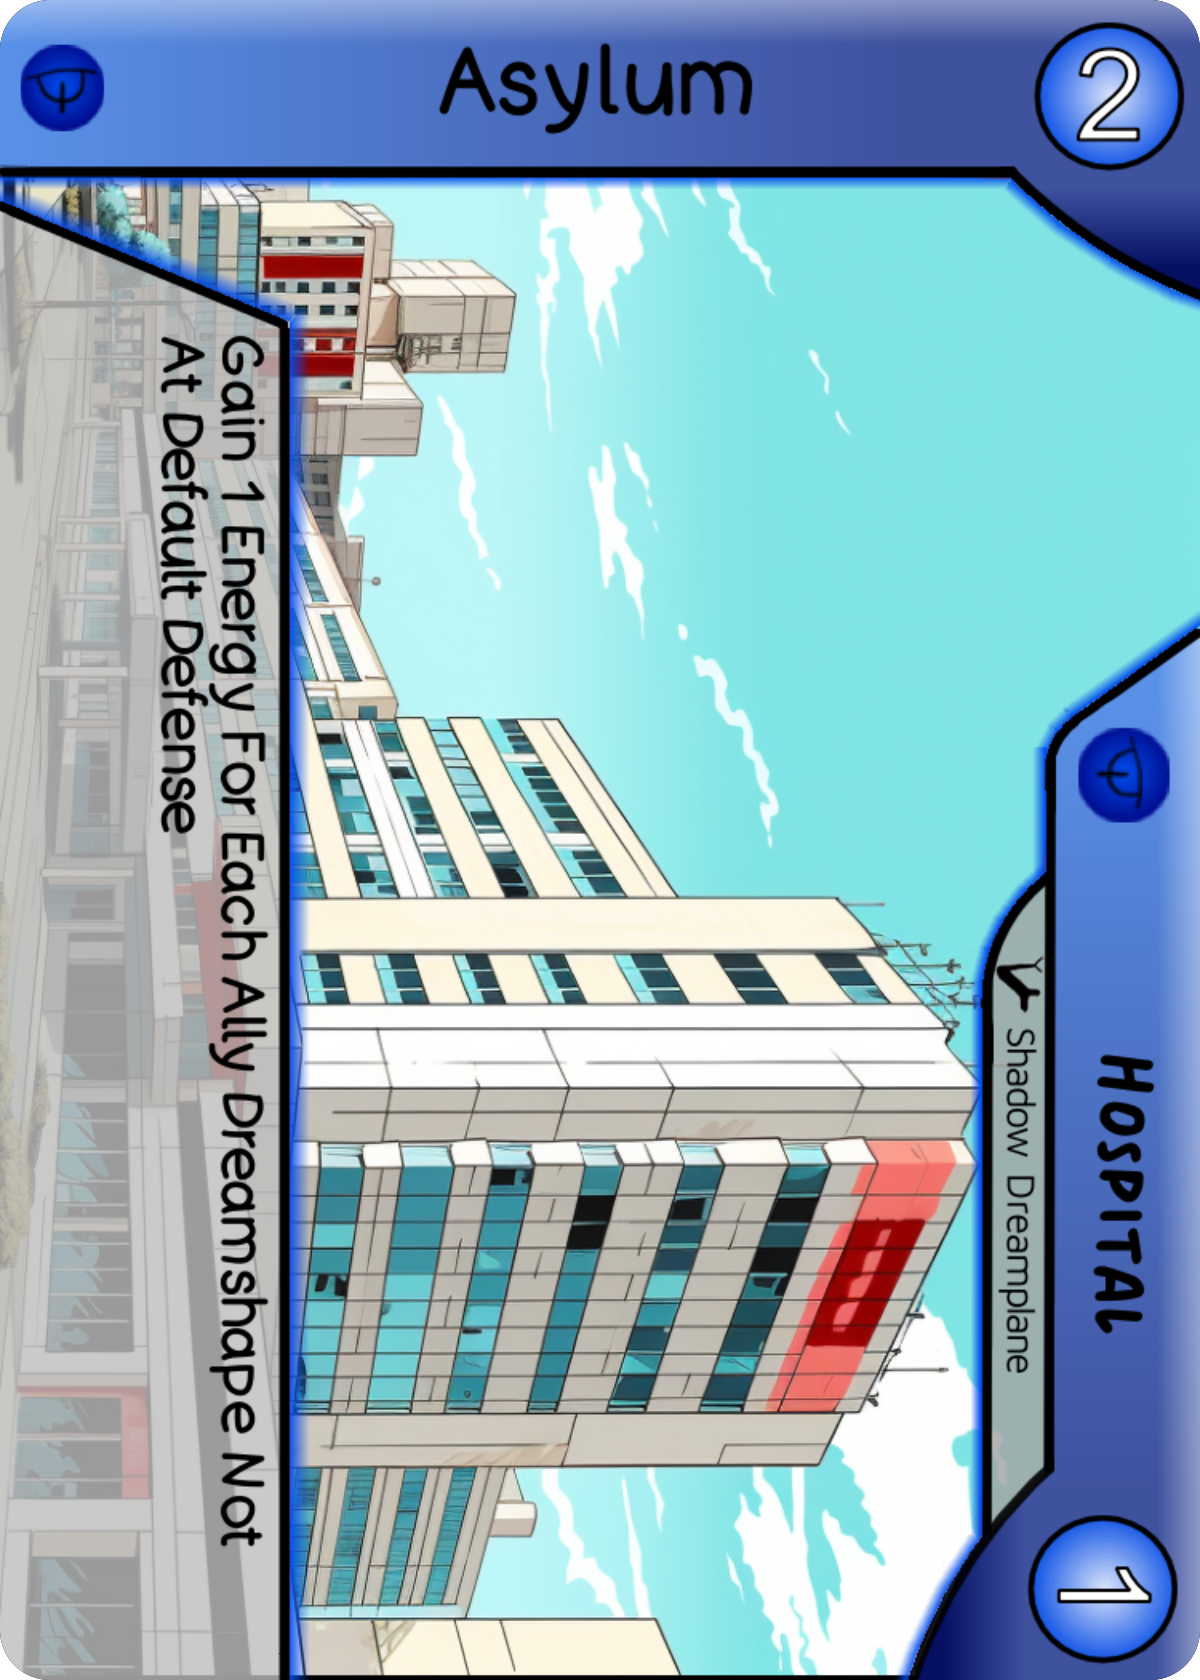 Asylum
2
HOSPITAL
1
Shadow Dreamplane
Gain 1 Energy For Each Ally Dreamshape Not
At Default Defense